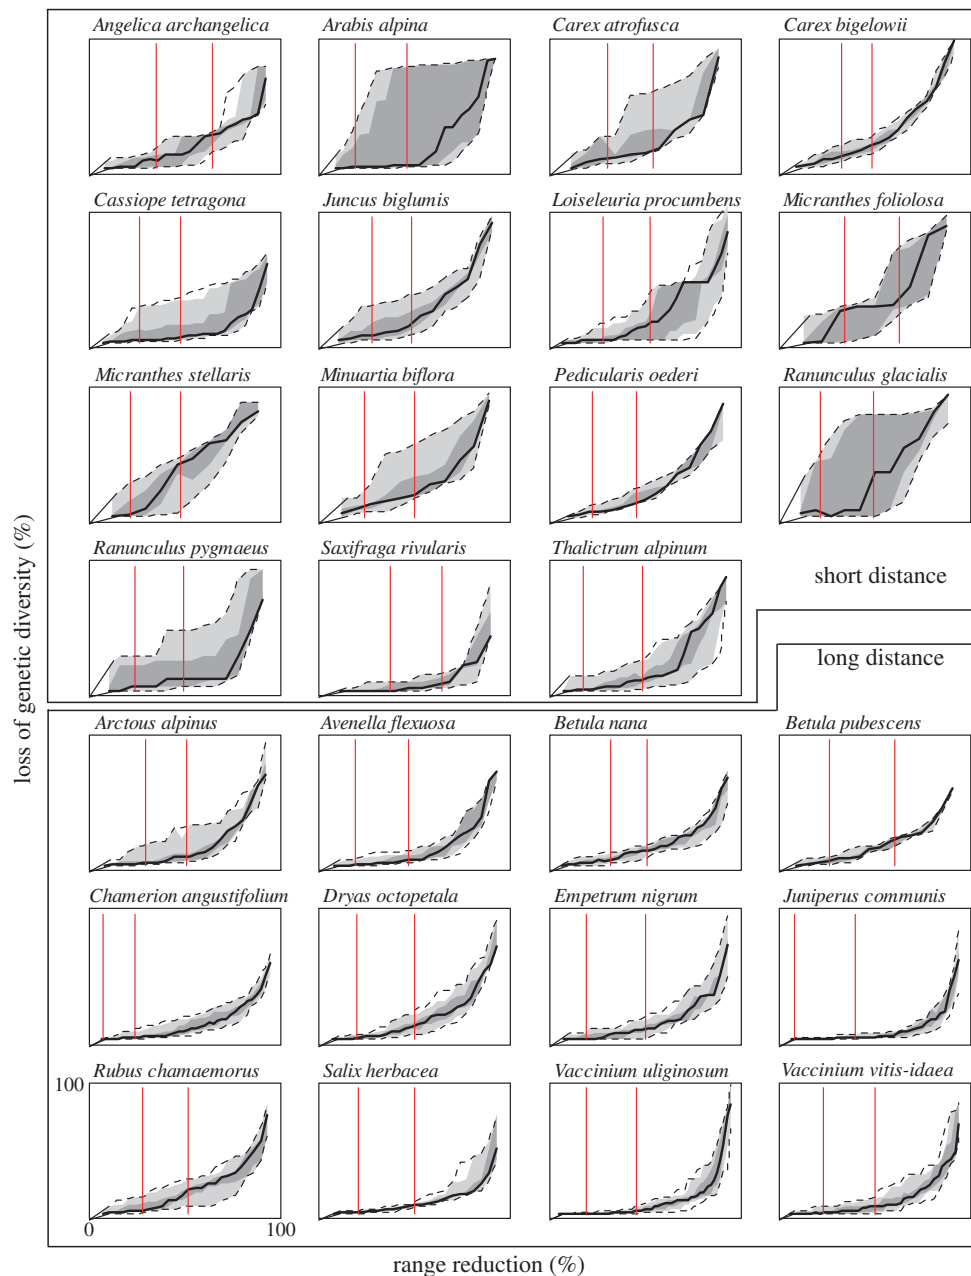 Angelica archangelica
Arabis alpina
Carex atrofusca
Carex bigelowii
Cassiope tetragona
Juncus biglumis
Loiseleuria procumbens
Micranthes foliolosa
Micranthes stellaris
Minuartia biflora
Pedicularis oederi
Ranunculus glacialis
Ranunculus pygmaeus
Saxifraga rivularis
Thalictrum alpinum
short distance
long distance
loss of genetic diversity (%)
Arctous alpinus
Avenella flexuosa
Betula nana
Betula pubescens
Chamerion angustifolium
Dryas octopetala
Empetrum nigrum
Juniperus communis
Rubus chamaemorus
Salix herbacea
Vaccinium uliginosum
Vaccinium vitis-idaea
100
0
100
range reduction (%)